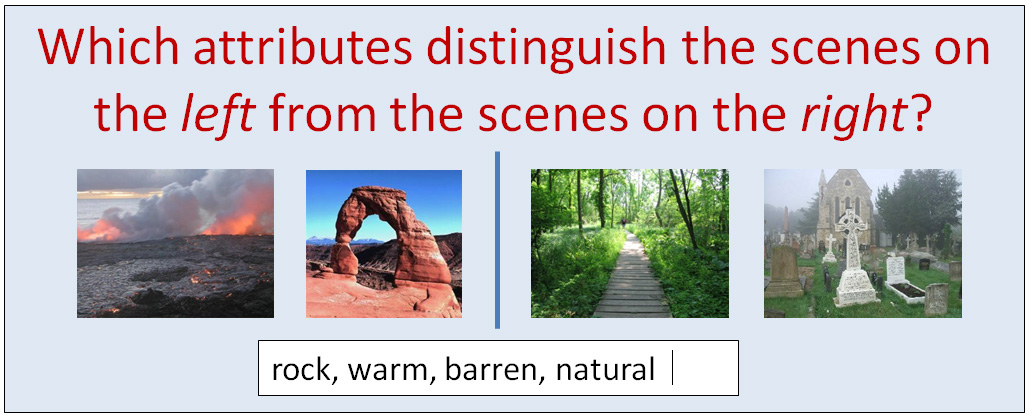 Which attributes distinguish the scenes on
the left from the scenes on the right?
rock, warm, barren, natural